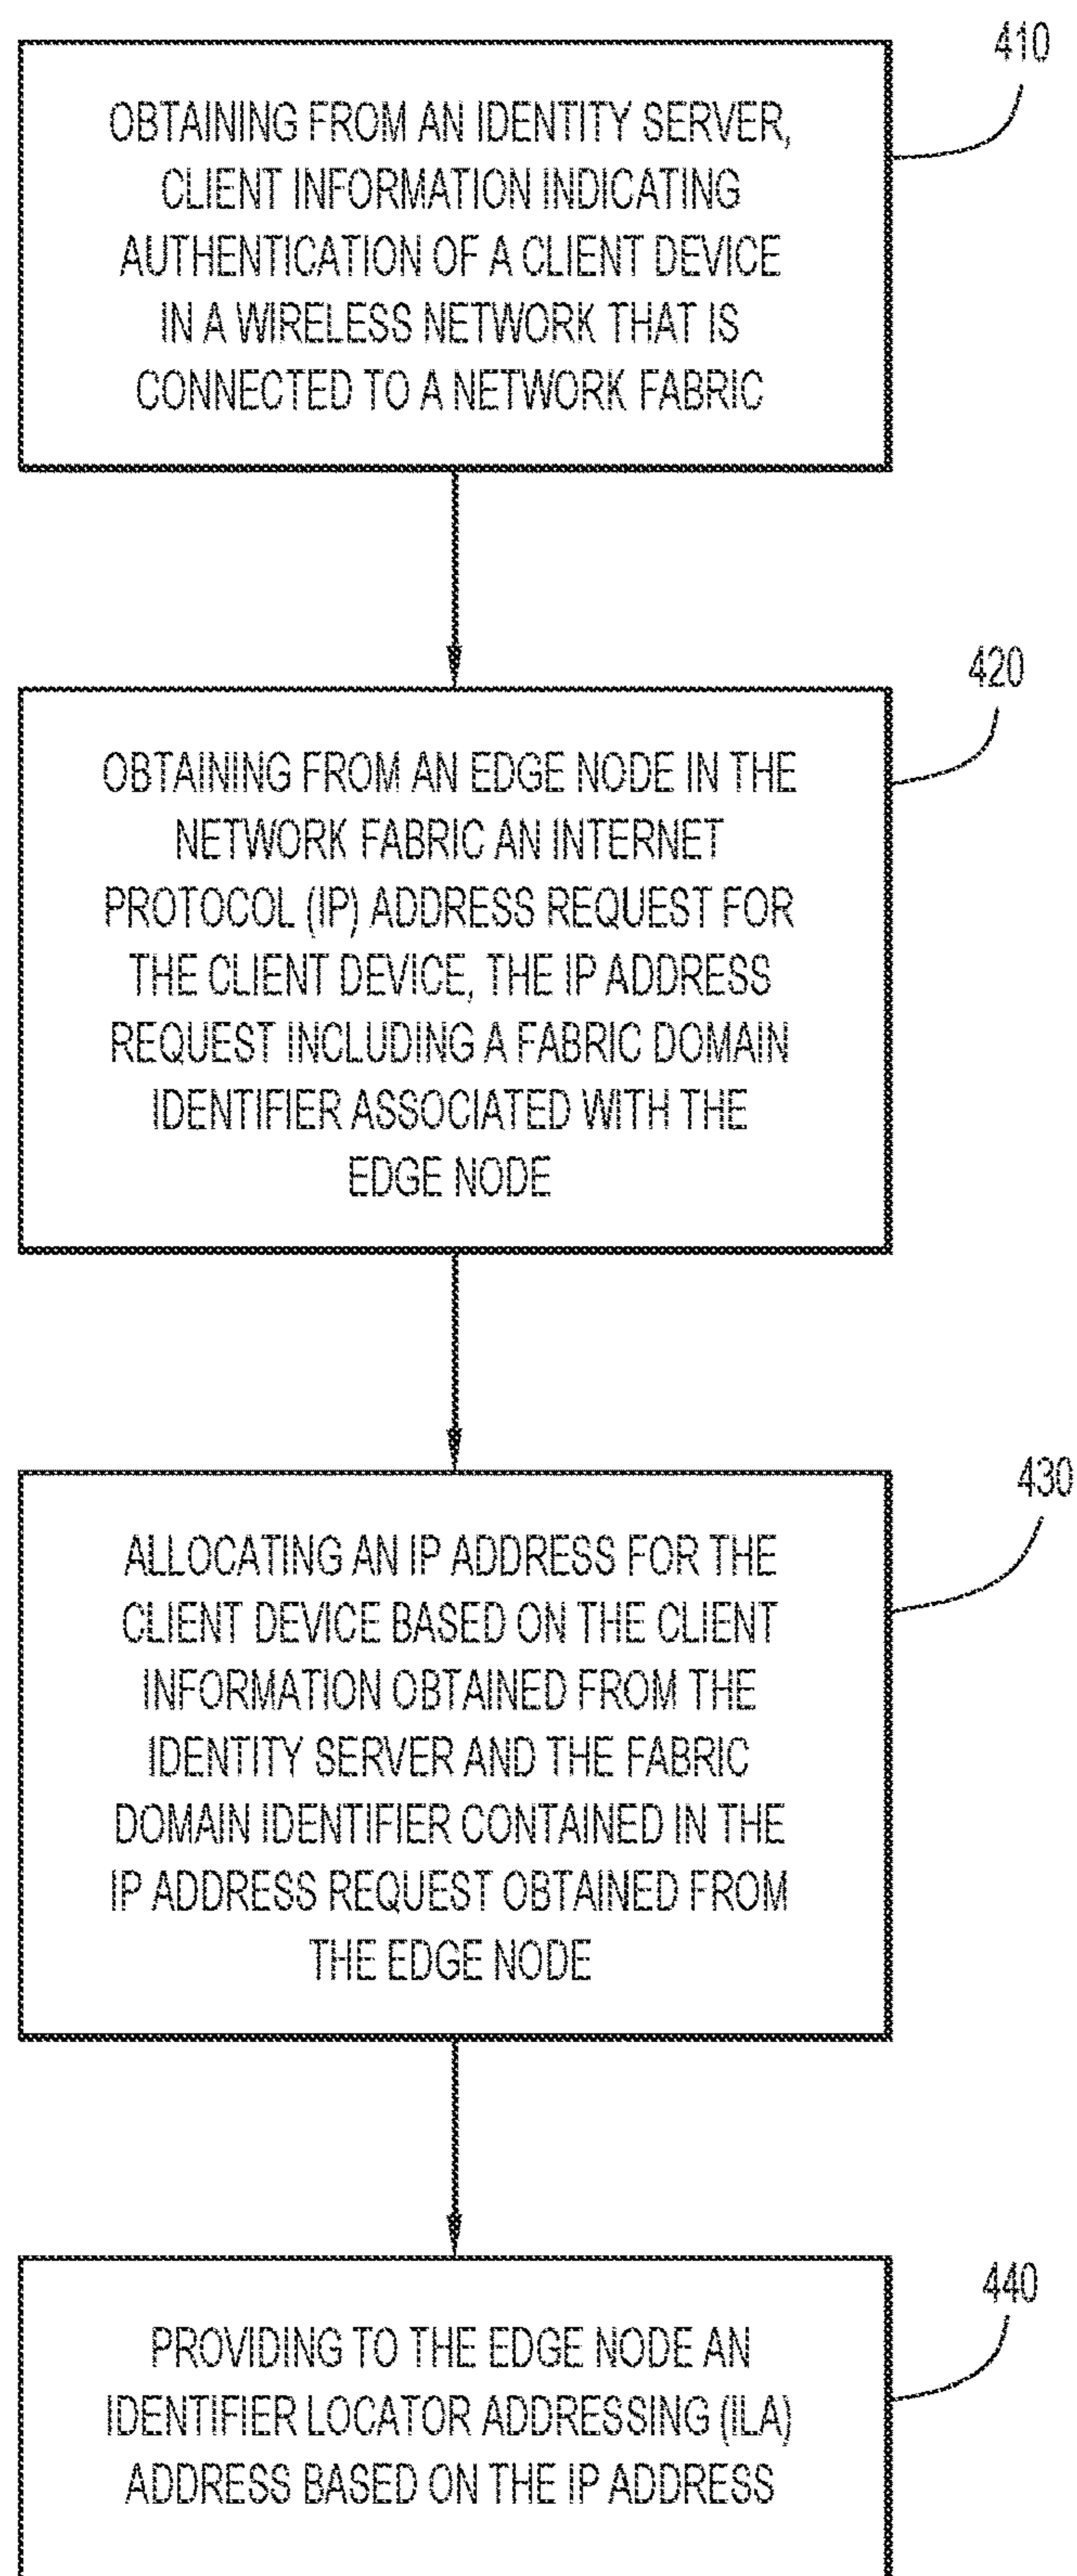 410
OBTAINING FROM AN IDENTITY SERVER,
CLIENT INFORMATION INDICATING
AUTHENTICATION OF A CLIENT DEVICE
IN A WIRELESS NETWORK THAT IS
CONNECTED TO A NETWORK FABRIC
420
OBTAINING FROM AN EDGE NODE IN THE
NETWORK FABRIC AN INTERNET
PROTOCOL (IP) ADDRESS REQUEST FOR
THE CLIENT DEVICE, THE IP ADDRESS
REQUEST INCLUDING A FABRIC DOMAIN
IDENTIFIER ASSOCIATED WITH THE
EDGE NODE
430
ALLOCATING AN IP ADDRESS FOR THE
CLIENT DEVICE BASED ON THE CLIENT
INFORMATION OBTAINED FROM THE
IDENTITY SERVER AND THE FABRIC
DOMAIN IDENTIFIER CONTAINED IN THE
IP ADDRESS REQUEST OBTAINED FROM
THE EDGE NODE
440
PROVIDING TO THE EDGE NODE AN
IDENTIFIER LOCATOR ADDRESSING (ILA)
ADDRESS BASED ON THE IP ADDRESS